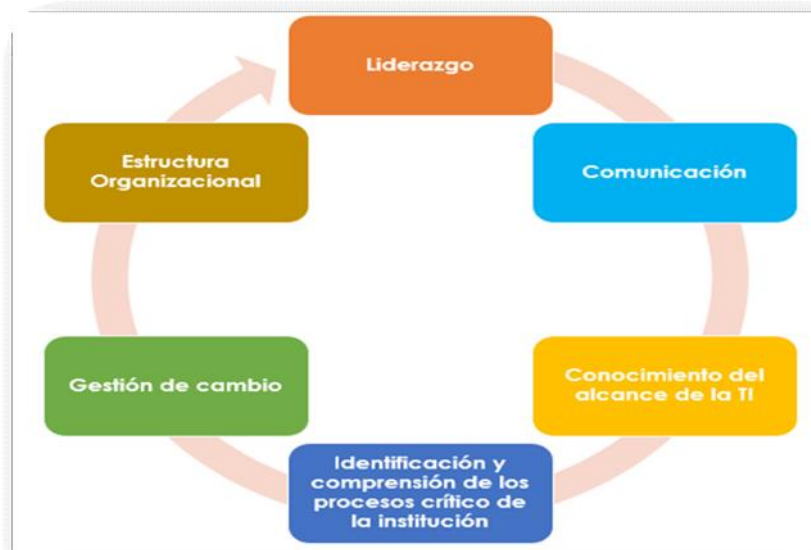 Liderazgo
Comunicación
Conocimiento del
alcance de la TI
Identificación y
comprensión de los
procesos crítico de
la institución
Gestión de cambio
Estructura
Organizacional